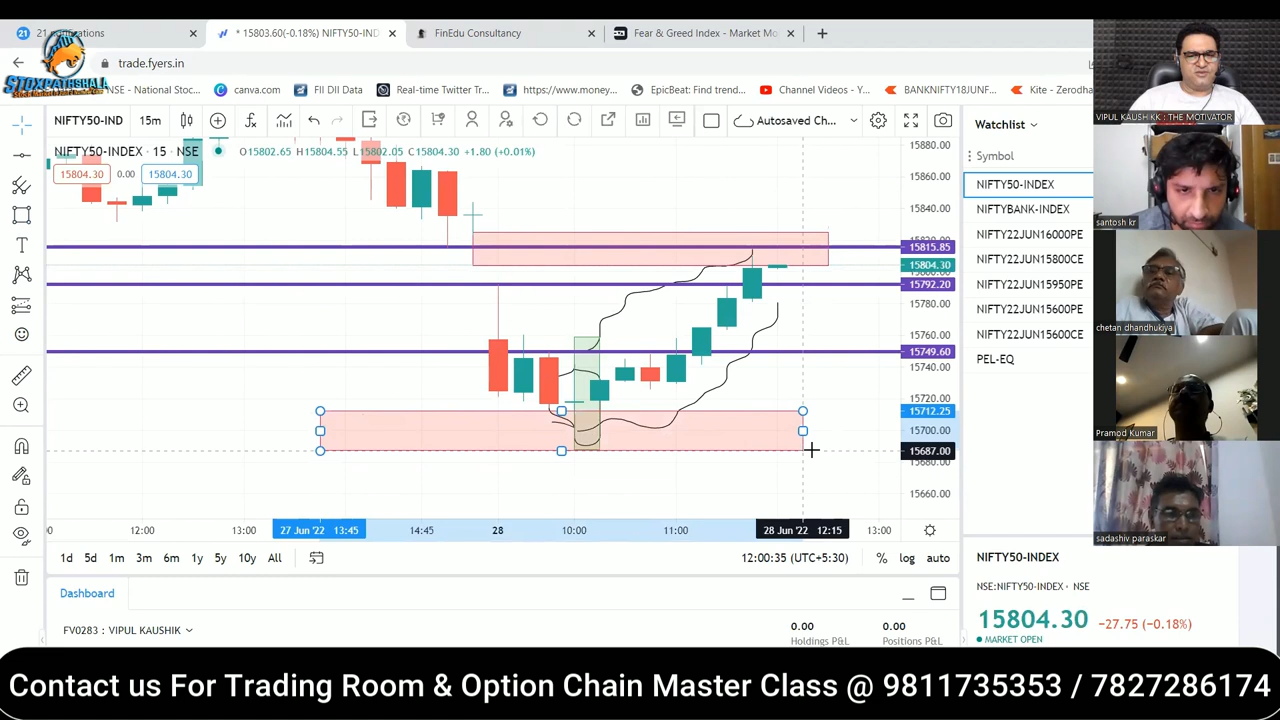 21 notifications
* 15803.60(-0.18%) NIFTY50-IND
FinEdu Consultancy
Fear & Greed Index - Market Mo
STOXPATHSHALA
trade.fyers.in
NSE - National Stoc...
canva.com
FII DII Data
Real-time Twitter Tr...
https://www.money...
EpicBeat: Find trend...
Channel Videos - Y...
BANKNIFTY18JUNF...
Kite - Zerodha
NIFTY50-IND
15m
Autosaved Ch...
NIFTY50-INDEX · 15 · NSE
O15802.65 H15804.55 L15802.05 C15804.30 +1.80 (+0.01%)
15804.30
0.00
15804.30
15880.00
15860.00
15840.00
15815.85
15804.30
15792.20
15780.00
15760.00
15749.60
15740.00
15720.00
15712.25
15700.00
15687.00
15680.00
15660.00
12:00
13:00
27 Jun '22 13:45
14:45
28
10:00
11:00
28 Jun '22 12:15
13:00
1d
5d
1m
3m
6m
1y
5y
10y
All
12:00:35 (UTC+5:30)
%
log
auto
Dashboard
FV0283 : VIPUL KAUSHIK
0.00
Holdings P&L
0.00
Positions P&L
Watchlist
Symbol
NIFTY50-INDEX
NIFTYBANK-INDEX
NIFTY22JUN16000PE
NIFTY22JUN15800CE
NIFTY22JUN15950PE
NIFTY22JUN15600PE
NIFTY22JUN15600CE
PEL-EQ
NIFTY50-INDEX
NSE:NIFTY50-INDEX · NSE
15804.30
−27.75 (−0.18%)
MARKET OPEN
VIPUL KAUSH KK : THE MOTIVATOR
santosh kr
chetan dhandhukiya
Pramod Kumar
sadashiv paraskar
Contact us For Trading Room & Option Chain Master Class @ 9811735353 / 7827286174